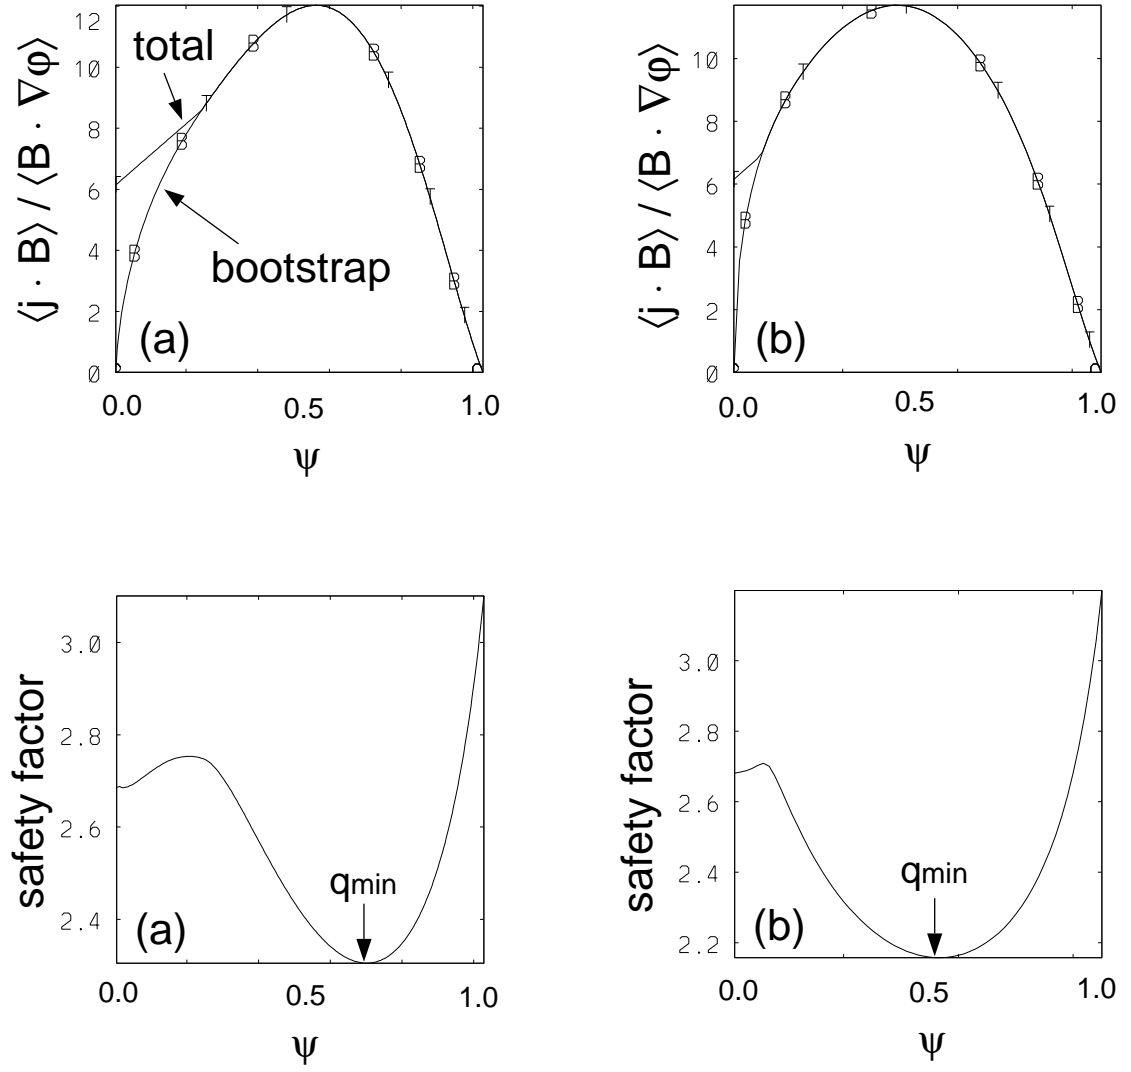 ⟨j · B⟩ / ⟨B · ∇φ⟩
12
10
8
6
4
2
0
total
bootstrap
B
B
B
B
B
B
T
T
T
T
T
(a)
0.0
0.5
1.0
ψ
⟨j · B⟩ / ⟨B · ∇φ⟩
10
8
6
4
2
0
B
B
B
B
B
B
T
T
T
T
T
(b)
0.0
0.5
1.0
ψ
safety factor
3.0
2.8
2.6
2.4
qmin
(a)
0.0
0.5
1.0
ψ
safety factor
3.0
2.8
2.6
2.4
2.2
qmin
(b)
0.0
0.5
1.0
ψ